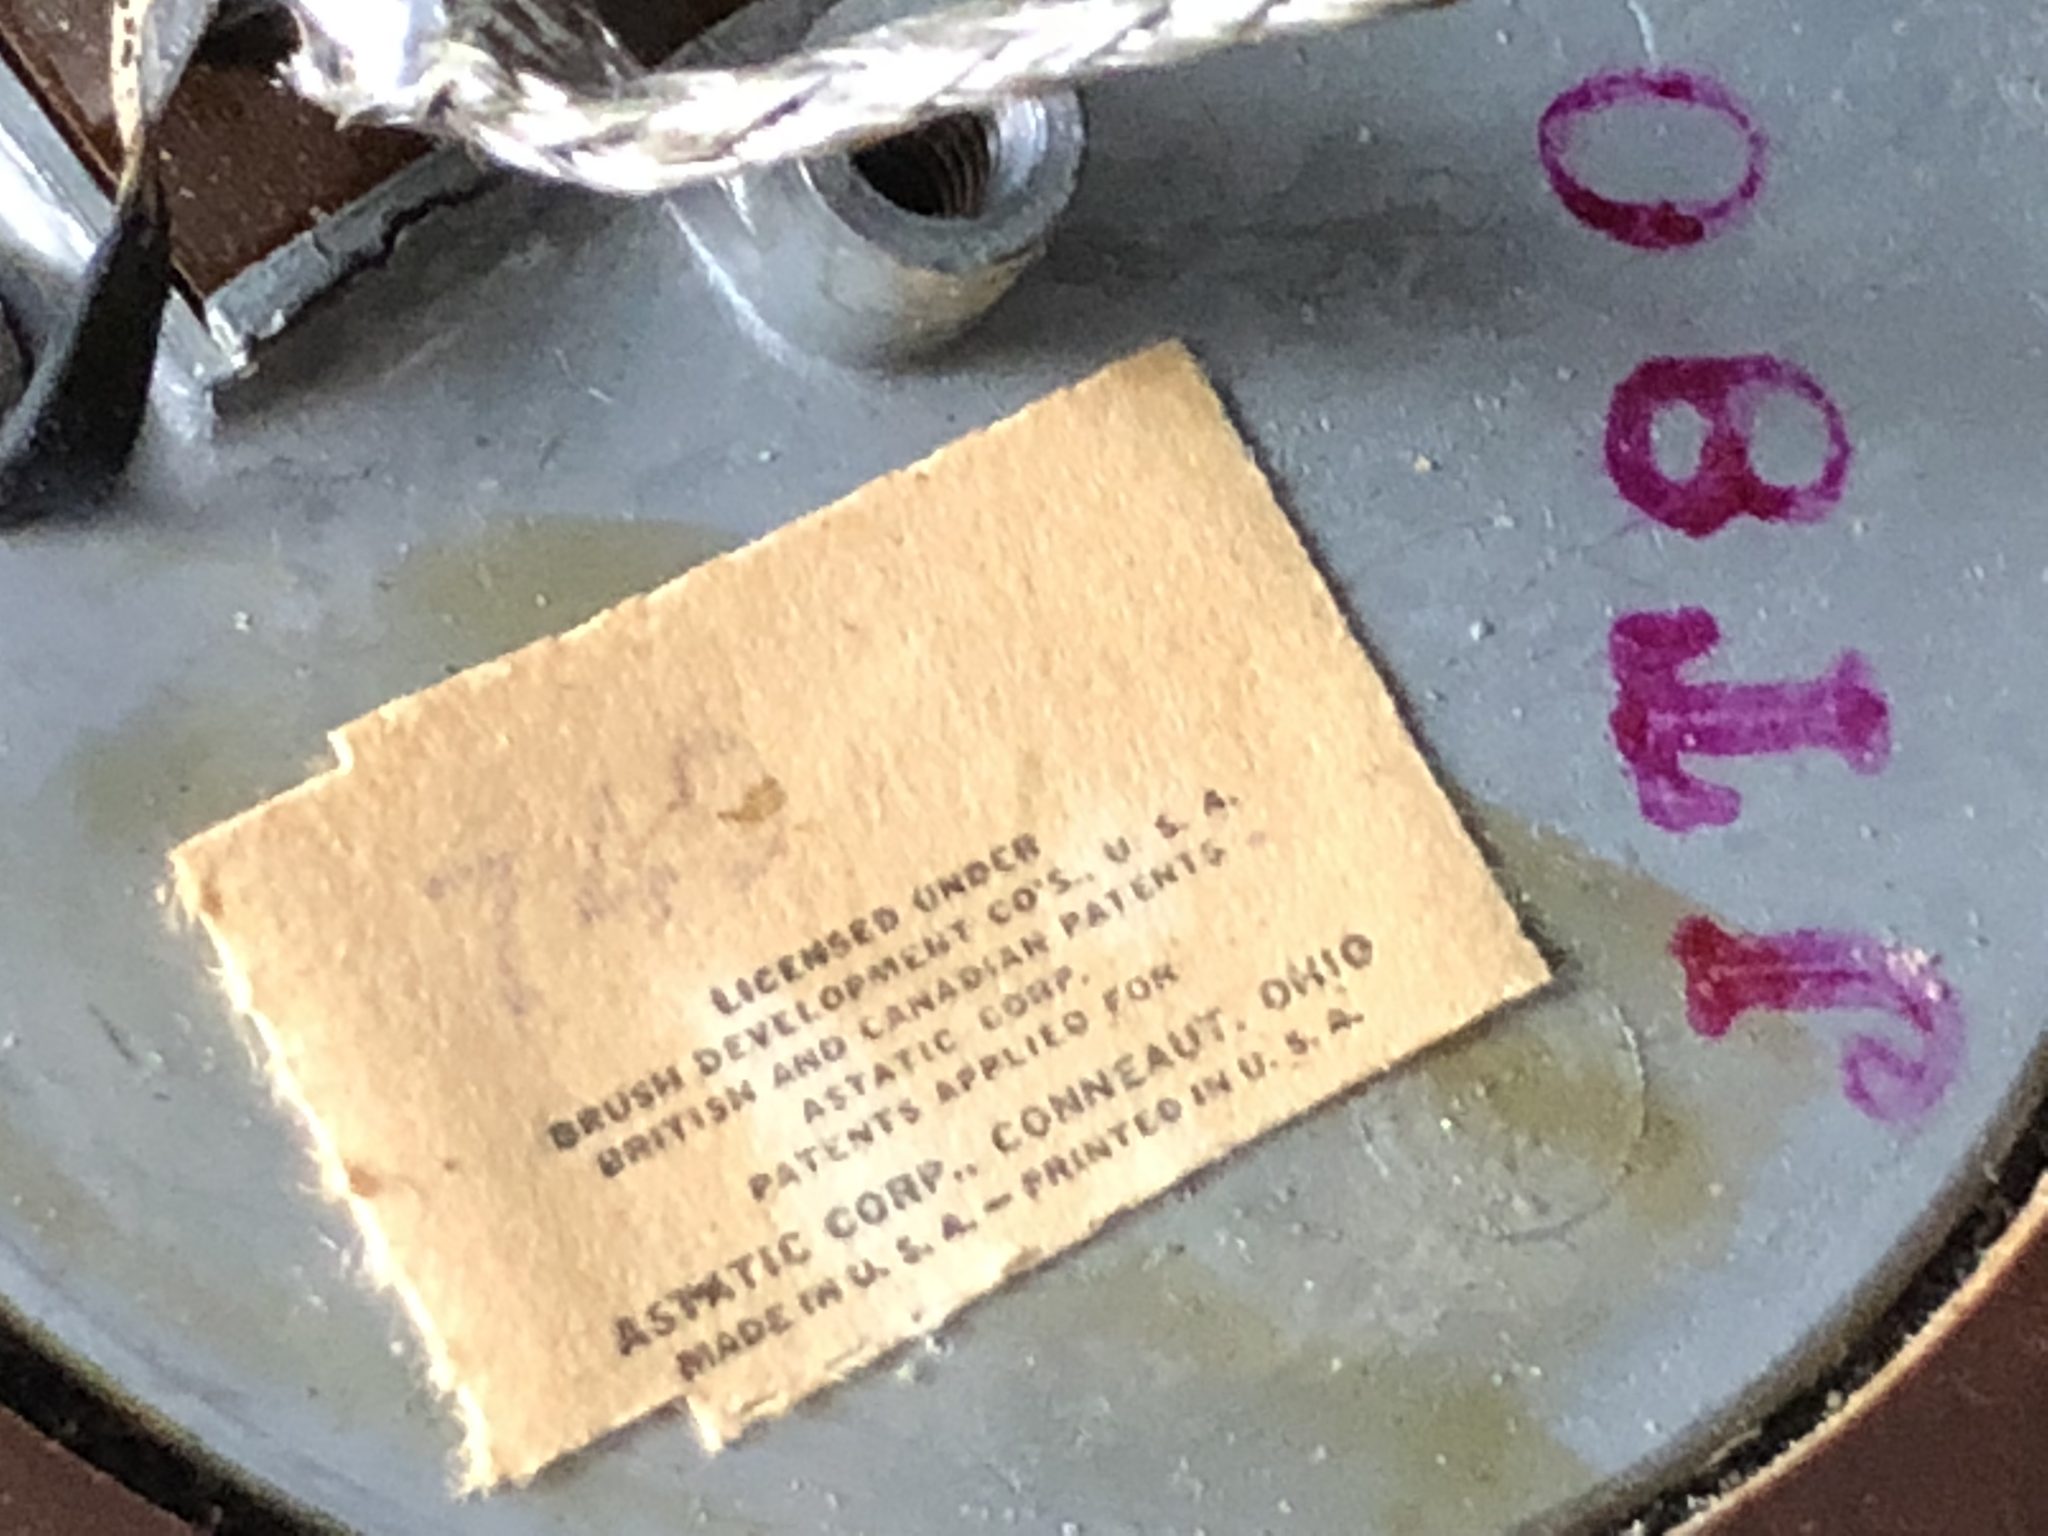 LICENSED UNDER
BRUSH DEVELOPMENT CO'S., U. S. A.
BRITISH AND CANADIAN PATENTS
ASTATIC CORP.
PATENTS APPLIED FOR
ASTATIC CORP., CONNEAUT, OHIO
MADE IN U. S. A. — PRINTED IN U. S. A.
JT80